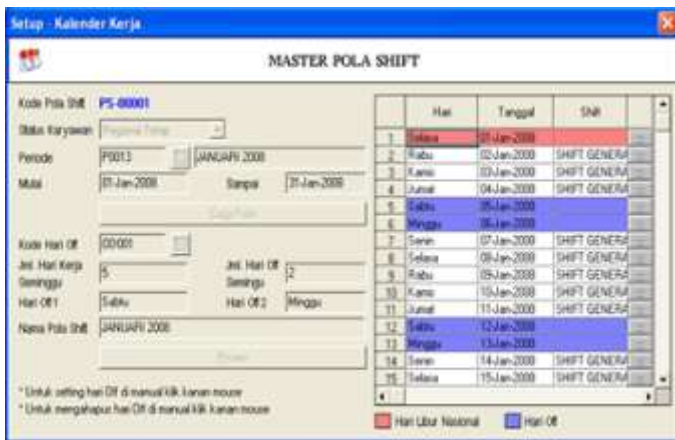 Setup - Kalender Kerja
MASTER POLA SHIFT
Kode Pola Shift PS-00001
Status Karyawan Pegawai Tetap
Periode P0013 JANUARI 2008
Mulai 01-Jan-2008 Sampai 31-Jan-2008
Kode Hari Off
Jml. Hari Kerja Seminggu 5 Jml. Hari Off Seminggu 2
Hari Off 1 Sabtu Hari Off 2 Minggu
Nama Pola Shift JANUARI 2008
Proses
* Untuk setting hari Off di manual klik kanan mouse
* Untuk mengahapus hari Off di manual klik kanan mouse
Hari Tanggal Shift
1 Selasa 01-Jan-2008
2 Rabu 02-Jan-2008 SHIFT GENERA
3 Kamis 03-Jan-2008 SHIFT GENERA
4 Jumat 04-Jan-2008 SHIFT GENERA
5 Sabtu 05-Jan-2008
6 Minggu 06-Jan-2008
7 Senin 07-Jan-2008 SHIFT GENERA
8 Selasa 08-Jan-2008 SHIFT GENERA
9 Rabu 09-Jan-2008 SHIFT GENERA
10 Kamis 10-Jan-2008 SHIFT GENERA
11 Jumat 11-Jan-2008 SHIFT GENERA
12 Sabtu 12-Jan-2008
13 Minggu 13-Jan-2008
14 Senin 14-Jan-2008 SHIFT GENERA
15 Selasa 15-Jan-2008 SHIFT GENERA
Hari Libur Nasional Hari Off